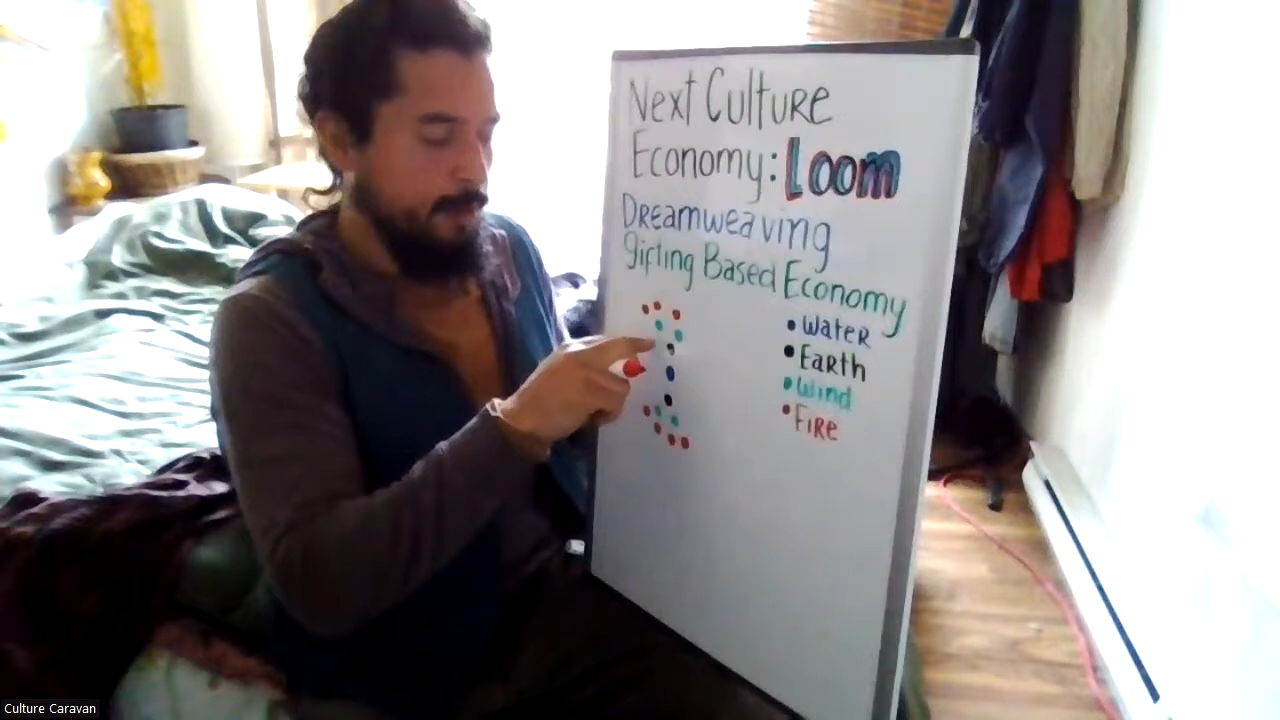 Next Culture
Economy: Loom
Dreamweaving
gifting Based Economy
• Water
• Earth
• Wind
• Fire
Culture Caravan